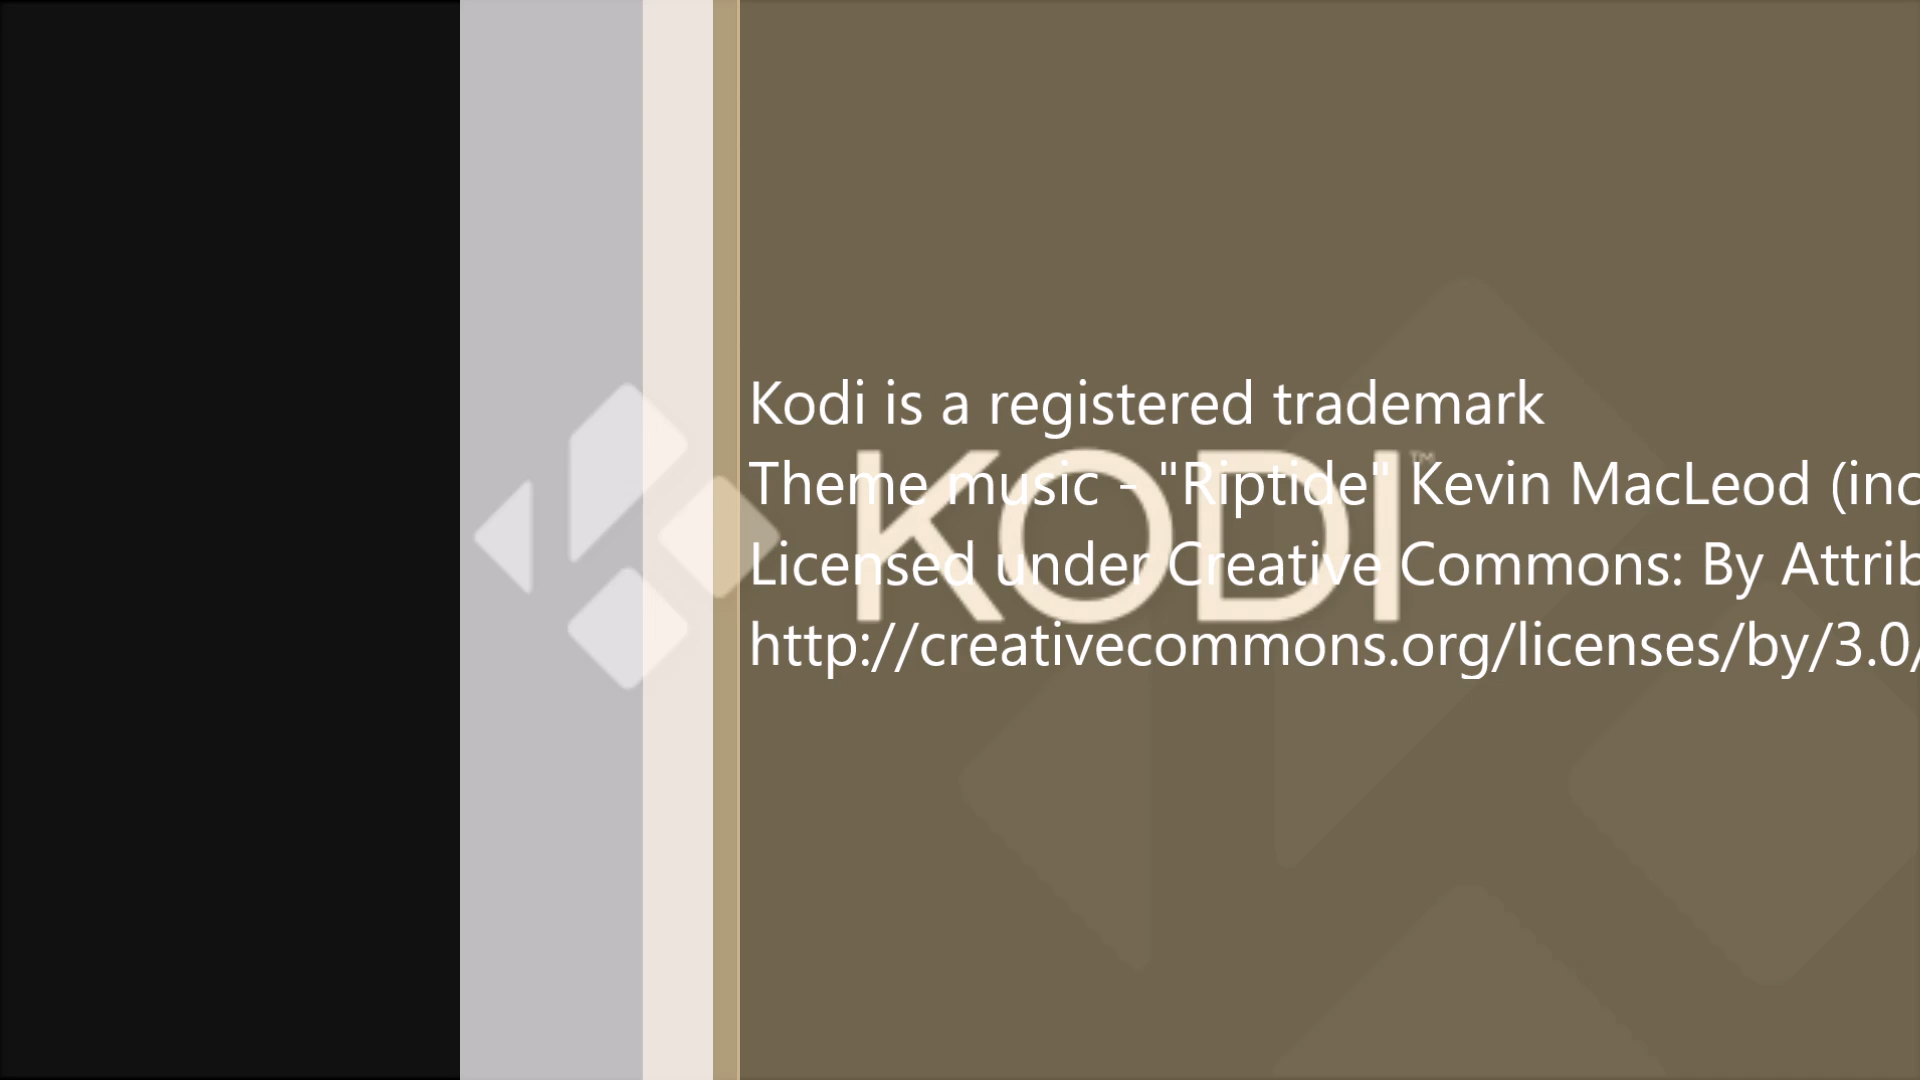 Kodi is a registered trademark
KODI™
Theme music - "Riptide" Kevin MacLeod (inc
Licensed under Creative Commons: By Attrib
http://creativecommons.org/licenses/by/3.0/